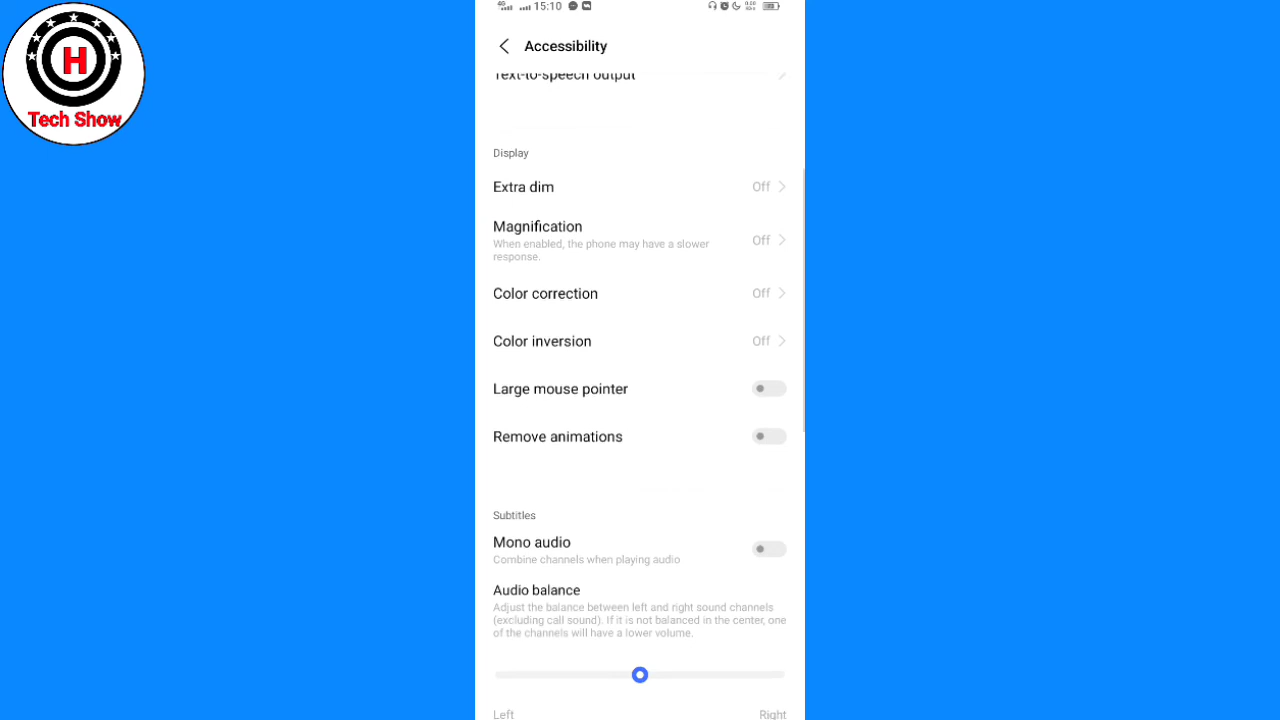 H
Tech Show
4G
15:10
Accessibility
Text-to-speech output
Display
Extra dim
Off
Magnification
When enabled, the phone may have a slower
response.
Off
Color correction
Off
Color inversion
Off
Large mouse pointer
Remove animations
Subtitles
Mono audio
Combine channels when playing audio
Audio balance
Adjust the balance between left and right sound channels
(excluding call sound). If it is not balanced in the center, one
of the channels will have a lower volume.
Left
Right